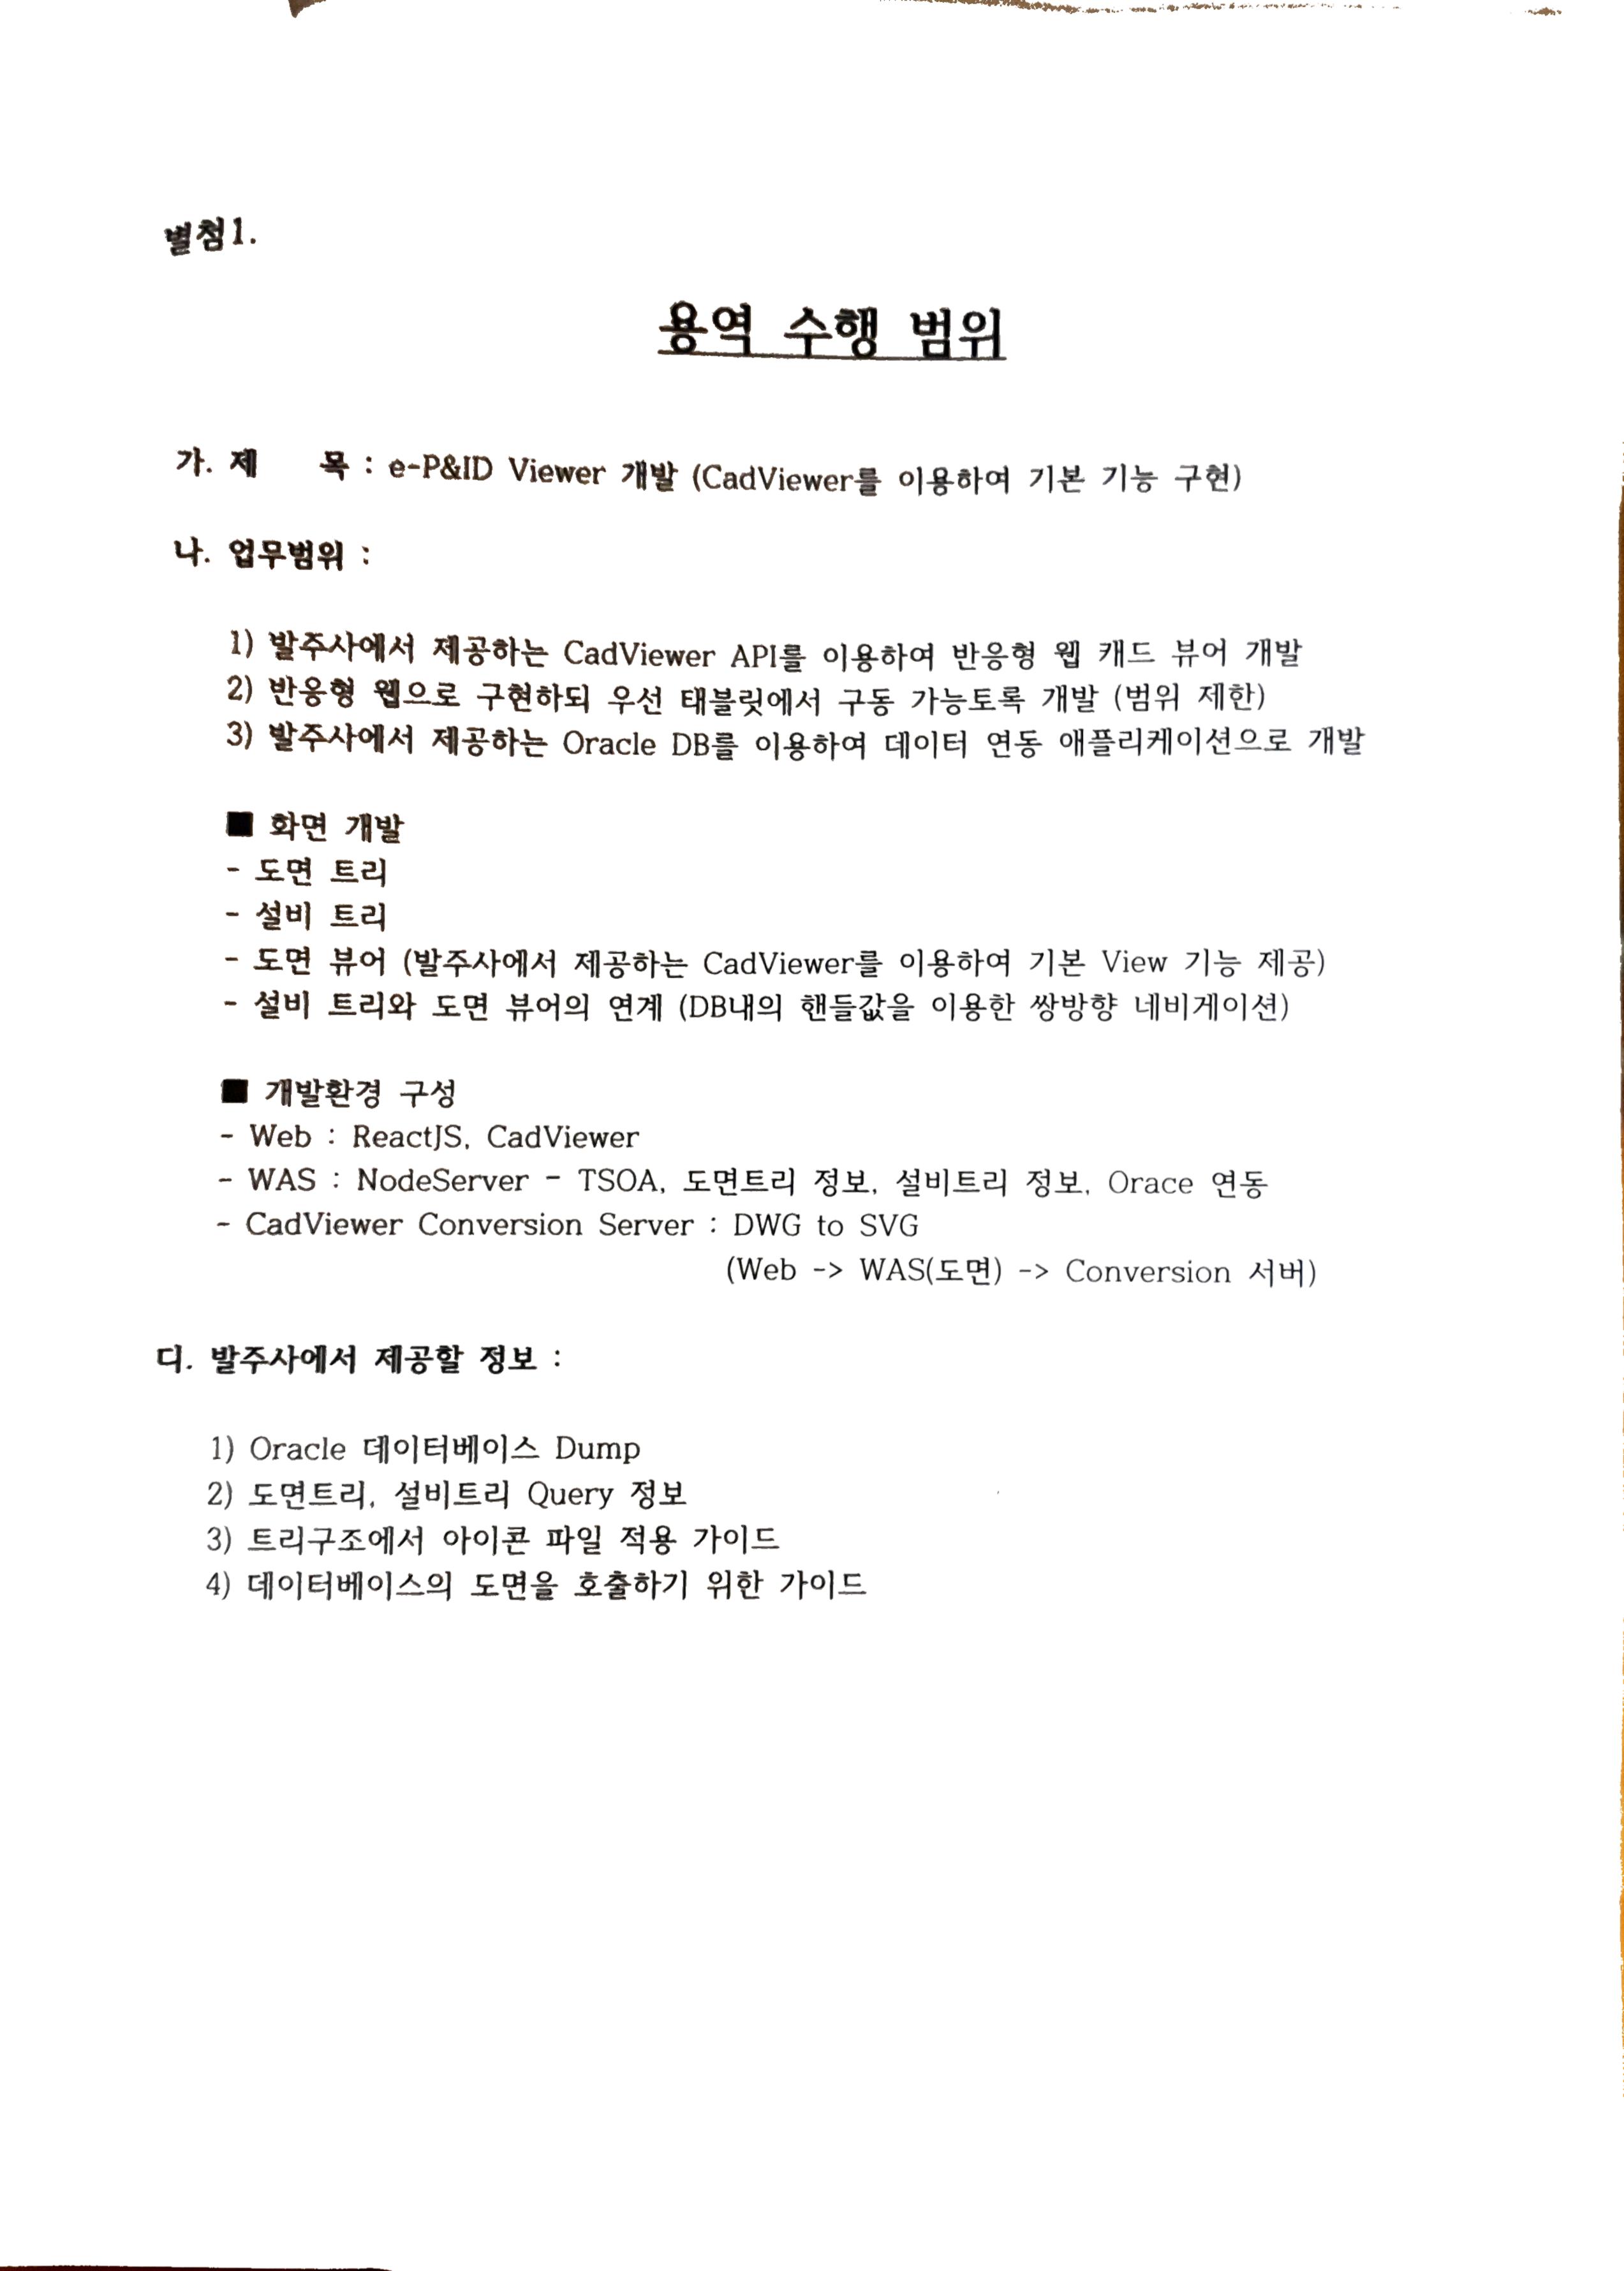 별첨1.
용역 수행 범위
가. 제 목 : e-P&ID Viewer 개발 (CadViewer를 이용하여 기본 기능 구현)
나. 업무범위 :
1) 발주사에서 제공하는 CadViewer API를 이용하여 반응형 웹 캐드 뷰어 개발
2) 반응형 웹으로 구현하되 우선 태블릿에서 구동 가능토록 개발 (범위 제한)
3) 발주사에서 제공하는 Oracle DB를 이용하여 데이터 연동 애플리케이션으로 개발
■ 화면 개발
- 도면 트리
- 설비 트리
- 도면 뷰어 (발주사에서 제공하는 CadViewer를 이용하여 기본 View 기능 제공)
- 설비 트리와 도면 뷰어의 연계 (DB내의 핸들값을 이용한 쌍방향 네비게이션)
■ 개발환경 구성
- Web : ReactJS, CadViewer
- WAS : NodeServer - TSOA, 도면트리 정보, 설비트리 정보, Orace 연동
- CadViewer Conversion Server : DWG to SVG
(Web -> WAS(도면) -> Conversion 서버)
디. 발주사에서 제공할 정보 :
1) Oracle 데이터베이스 Dump
2) 도면트리, 설비트리 Query 정보
3) 트리구조에서 아이콘 파일 적용 가이드
4) 데이터베이스의 도면을 호출하기 위한 가이드